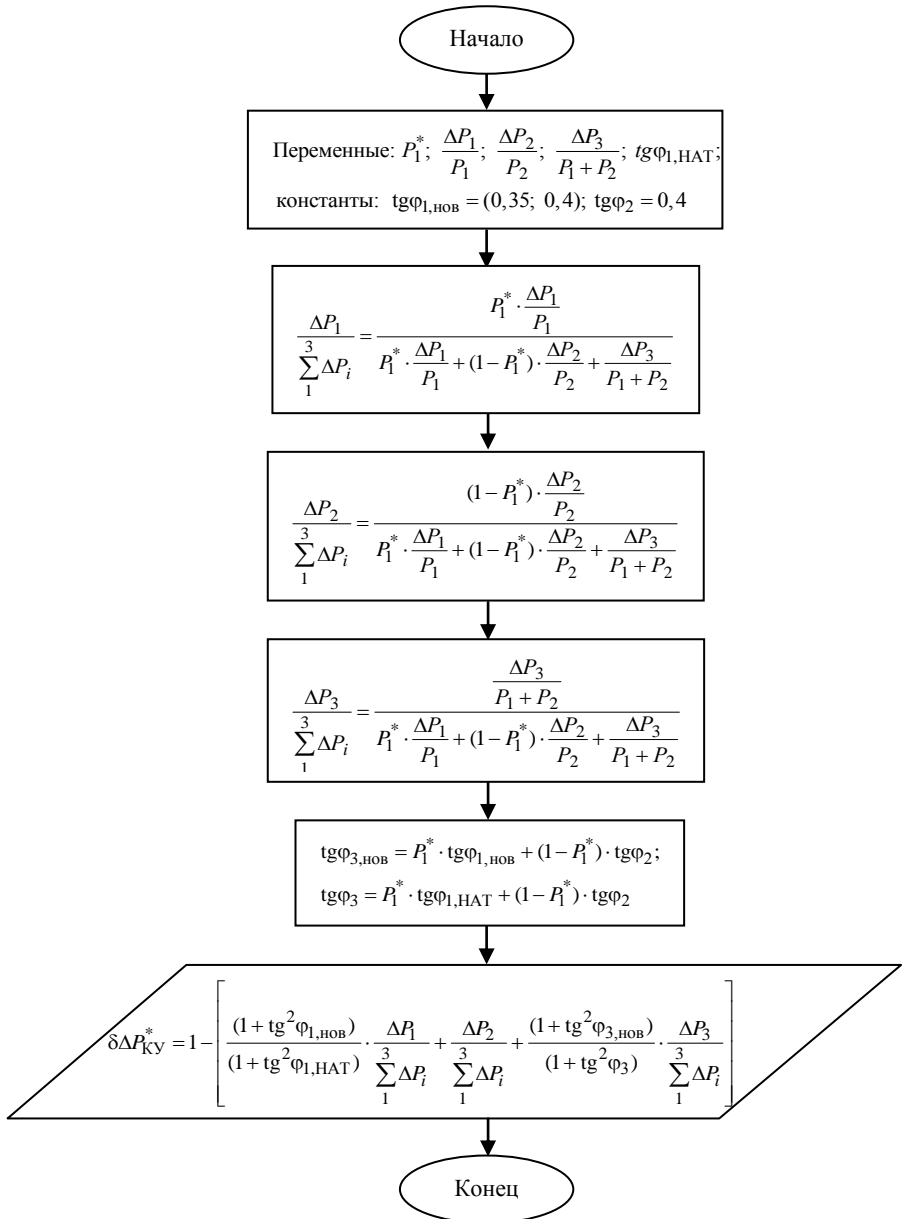 Начало
Переменные: P₁*; ΔP₁/P₁; ΔP₂/P₂; ΔP₃/(P₁ + P₂); tgφ₁,НАТ;
константы: tgφ₁,нов = (0,35; 0,4); tgφ₂ = 0,4
ΔP₁/∑₁³ΔPᵢ = (P₁* · ΔP₁/P₁)/(P₁* · ΔP₁/P₁ + (1 − P₁*) · ΔP₂/P₂ + ΔP₃/(P₁ + P₂))
ΔP₂/∑₁³ΔPᵢ = ((1 − P₁*) · ΔP₂/P₂)/(P₁* · ΔP₁/P₁ + (1 − P₁*) · ΔP₂/P₂ + ΔP₃/(P₁ + P₂))
ΔP₃/∑₁³ΔPᵢ = (ΔP₃/(P₁ + P₂))/(P₁* · ΔP₁/P₁ + (1 − P₁*) · ΔP₂/P₂ + ΔP₃/(P₁ + P₂))
tgφ₃,нов = P₁* · tgφ₁,нов + (1 − P₁*) · tgφ₂;
tgφ₃ = P₁* · tgφ₁,НАТ + (1 − P₁*) · tgφ₂
δΔP*КУ = 1 − [(1 + tg²φ₁,нов)/(1 + tg²φ₁,НАТ) · ΔP₁/∑₁³ΔPᵢ + ΔP₂/∑₁³ΔPᵢ + (1 + tg²φ₃,нов)/(1 + tg²φ₃) · ΔP₃/∑₁³ΔPᵢ]
Конец